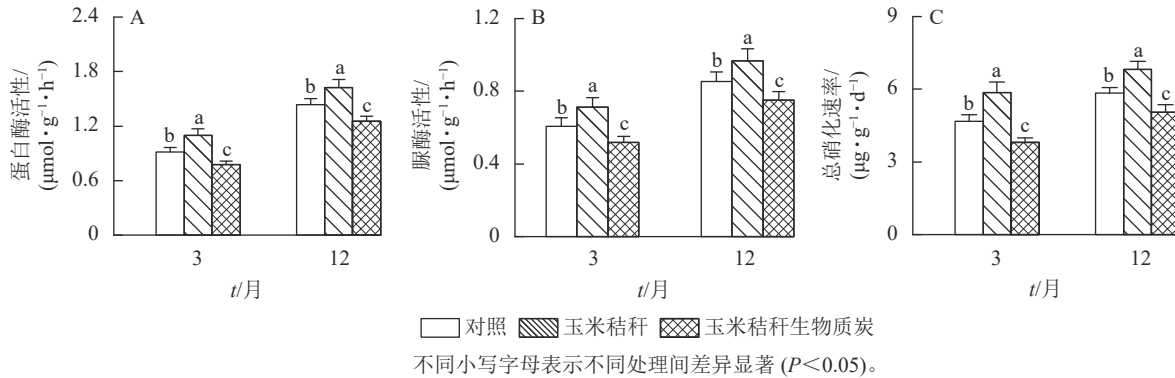 A
蛋白酶活性/
(μmol·g⁻¹·h⁻¹)
2.4
1.8
1.2
0.6
0
b
a
c
b
a
c
3
12
t/月
B
脲酶活性/
(μmol·g⁻¹·h⁻¹)
1.2
0.8
0.4
0
b
a
c
b
a
c
3
12
t/月
C
总硝化速率/
(μg·g⁻¹·d⁻¹)
9
6
3
0
b
a
c
b
a
c
3
12
t/月
对照 玉米秸秆 玉米秸秆生物质炭
不同小写字母表示不同处理间差异显著 (P＜0.05)。